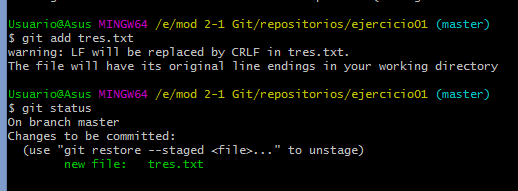 Usuario@Asus MINGW64 /e/mod 2-1 Git/repositorios/ejercicio01 (master)
$ git add tres.txt
warning: LF will be replaced by CRLF in tres.txt.
The file will have its original line endings in your working directory
Usuario@Asus MINGW64 /e/mod 2-1 Git/repositorios/ejercicio01 (master)
$ git status
On branch master
Changes to be committed:
  (use "git restore --staged <file>..." to unstage)
        new file:   tres.txt